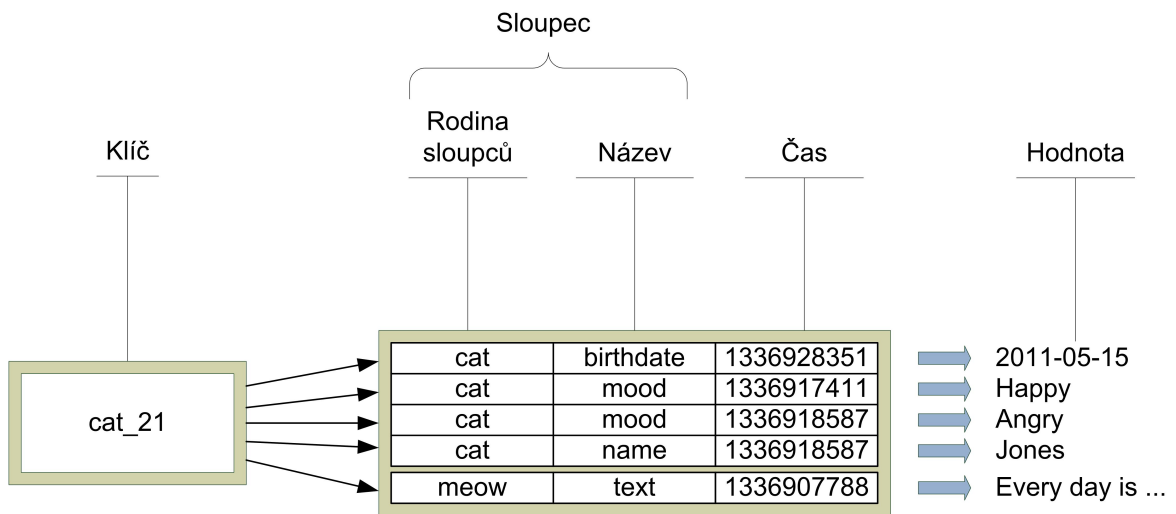 Sloupec
Klíč
Rodina
sloupců
Název
Čas
Hodnota
cat_21
cat birthdate 1336928351 2011-05-15
cat mood 1336917411 Happy
cat mood 1336918587 Angry
cat name 1336918587 Jones
meow text 1336907788 Every day is ...